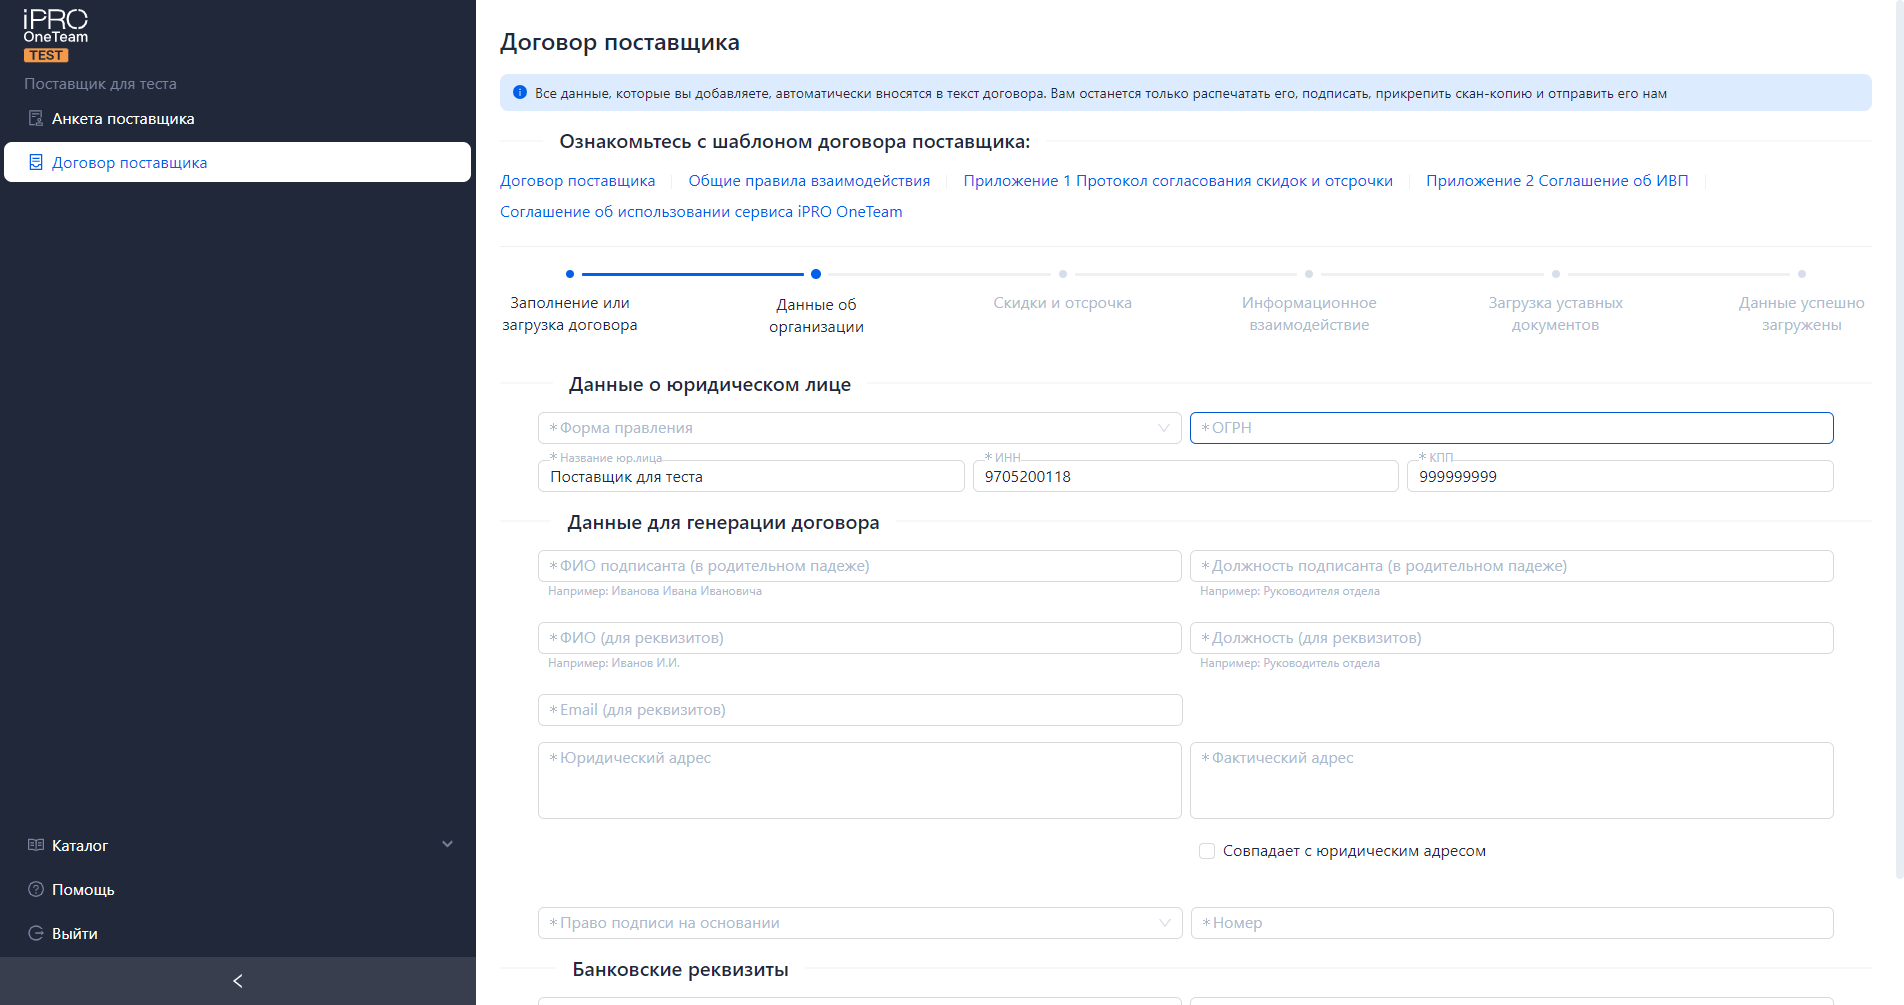 iPRO
OneTeam
TEST
Поставщик для теста
Анкета поставщика
Договор поставщика
Каталог
Помощь
Выйти
Договор поставщика
Все данные, которые вы добавляете, автоматически вносятся в текст договора. Вам останется только распечатать его, подписать, прикрепить скан-копию и отправить его нам
Ознакомьтесь с шаблоном договора поставщика:
Договор поставщика Общие правила взаимодействия Приложение 1 Протокол согласования скидок и отсрочки Приложение 2 Соглашение об ИВП
Соглашение об использовании сервиса iPRO OneTeam
Заполнение или
загрузка договора
Данные об
организации
Скидки и отсрочка
Информационное
взаимодействие
Загрузка уставных
документов
Данные успешно
загружены
Данные о юридическом лице
* Форма правления
* ОГРН
* Название юр.лица
Поставщик для теста
* ИНН
9705200118
* КПП
999999999
Данные для генерации договора
* ФИО подписанта (в родительном падеже)
Например: Иванова Ивана Ивановича
* Должность подписанта (в родительном падеже)
Например: Руководителя отдела
* ФИО (для реквизитов)
Например: Иванов И.И.
* Должность (для реквизитов)
Например: Руководитель отдела
* Email (для реквизитов)
* Юридический адрес
* Фактический адрес
Совпадает с юридическим адресом
* Право подписи на основании
* Номер
Банковские реквизиты